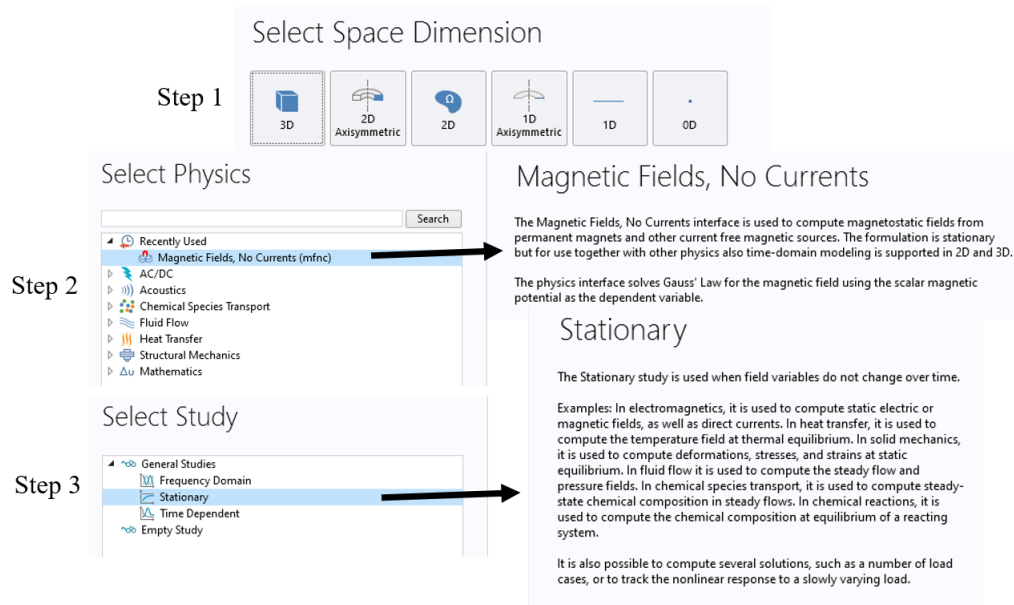 Select Space Dimension
Step 1
3D
2D
Axisymmetric
2D
Ω
1D
Axisymmetric
1D
0D
Select Physics
Search
Recently Used
Magnetic Fields, No Currents (mfnc)
AC/DC
Acoustics
Chemical Species Transport
Fluid Flow
Heat Transfer
Structural Mechanics
Δu Mathematics
Step 2
Magnetic Fields, No Currents
The Magnetic Fields, No Currents interface is used to compute magnetostatic fields from
permanent magnets and other current free magnetic sources. The formulation is stationary
but for use together with other physics also time-domain modeling is supported in 2D and 3D.
The physics interface solves Gauss' Law for the magnetic field using the scalar magnetic
potential as the dependent variable.
Select Study
General Studies
Frequency Domain
Stationary
Time Dependent
Empty Study
Step 3
Stationary
The Stationary study is used when field variables do not change over time.
Examples: In electromagnetics, it is used to compute static electric or
magnetic fields, as well as direct currents. In heat transfer, it is used to
compute the temperature field at thermal equilibrium. In solid mechanics,
it is used to compute deformations, stresses, and strains at static
equilibrium. In fluid flow it is used to compute the steady flow and
pressure fields. In chemical species transport, it is used to compute steady-
state chemical composition in steady flows. In chemical reactions, it is
used to compute the chemical composition at equilibrium of a reacting
system.
It is also possible to compute several solutions, such as a number of load
cases, or to track the nonlinear response to a slowly varying load.